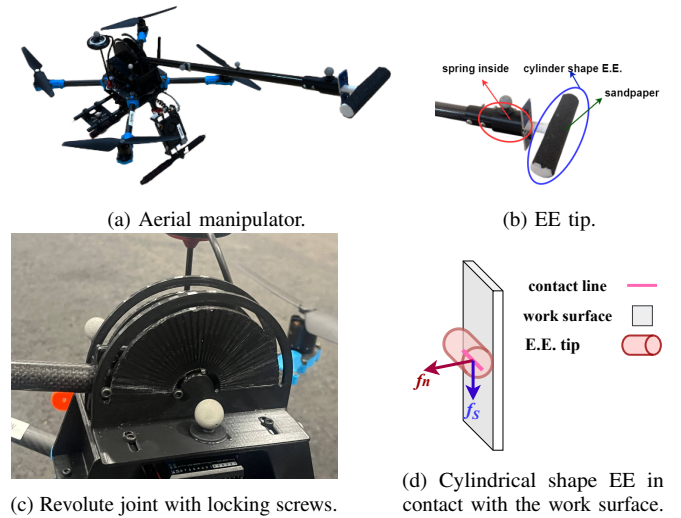 spring inside
cylinder shape E.E.
sandpaper
(a) Aerial manipulator.
(b) EE tip.
contact line
work surface
E.E. tip
fn
fs
(c) Revolute joint with locking screws.
(d) Cylindrical shape EE in
contact with the work surface.